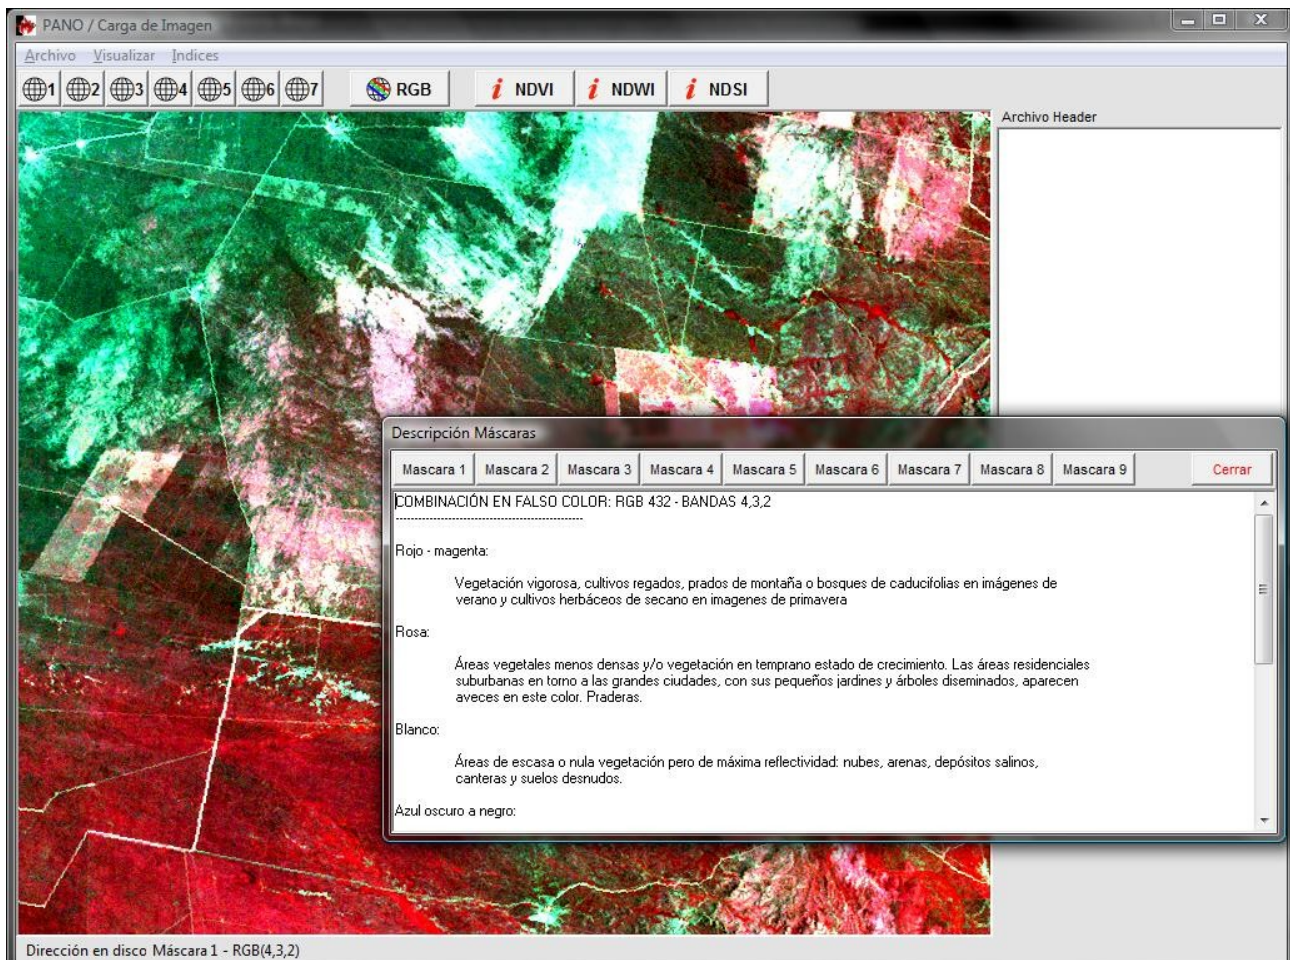 PANO / Carga de Imagen
Archivo Visualizar Indices
1 2 3 4 5 6 7 RGB i NDVI i NDWI i NDSI
Archivo Header
Descripción Máscaras
Mascara 1 Mascara 2 Mascara 3 Mascara 4 Mascara 5 Mascara 6 Mascara 7 Mascara 8 Mascara 9 Cerrar
COMBINACIÓN EN FALSO COLOR: RGB 432 - BANDAS 4,3,2
--------------------------------------------------
Rojo - magenta:
Vegetación vigorosa, cultivos regados, prados de montaña o bosques de caducifolias en imágenes de
verano y cultivos herbáceos de secano en imagenes de primavera
Rosa:
Áreas vegetales menos densas y/o vegetación en temprano estado de crecimiento. Las áreas residenciales
suburbanas en torno a las grandes ciudades, con sus pequeños jardines y árboles diseminados, aparecen
aveces en este color. Praderas.
Blanco:
Áreas de escasa o nula vegetación pero de máxima reflectividad: nubes, arenas, depósitos salinos,
canteras y suelos desnudos.
Azul oscuro a negro:
Dirección en disco Máscara 1 - RGB(4,3,2)